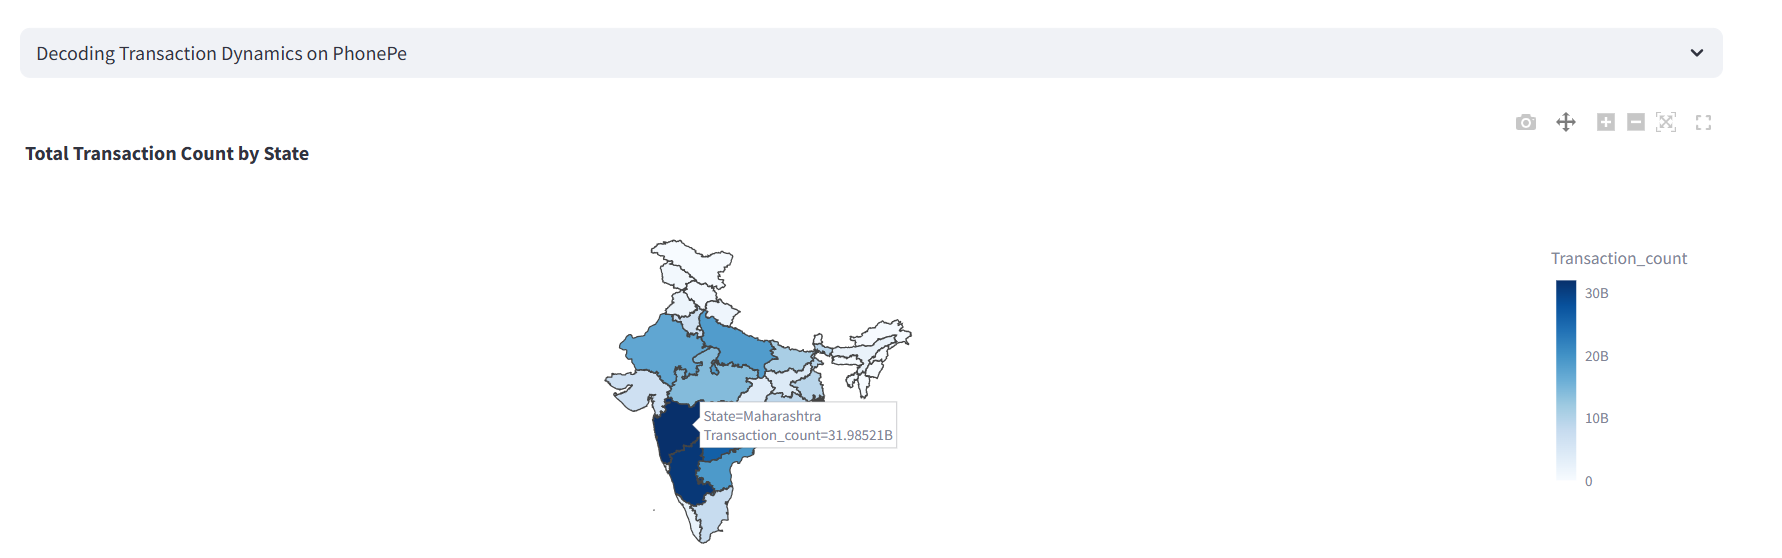 Decoding Transaction Dynamics on PhonePe
Total Transaction Count by State
Transaction_count
30B
20B
10B
0
State=Maharashtra
Transaction_count=31.98521B